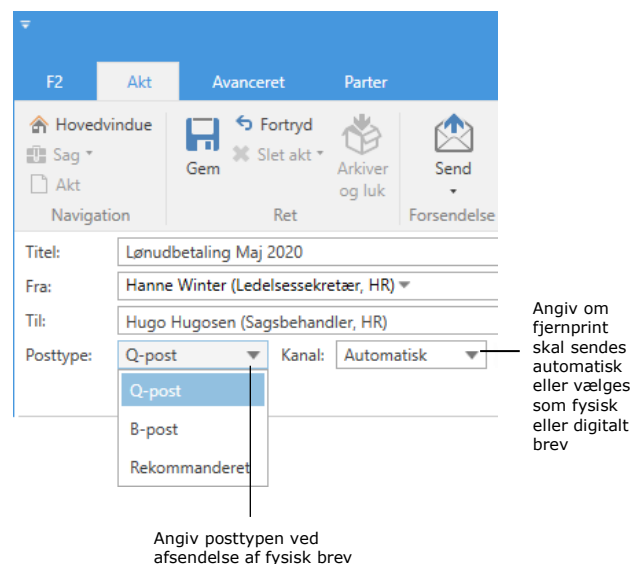 F2 Akt Avanceret Parter
Hovedvindue
Sag
Akt
Navigation
Gem
Fortryd
Slet akt
Arkiver
og luk
Ret
Send
Forsendelse
Titel: Lønudbetaling Maj 2020
Fra: Hanne Winter (Ledelsessekretær, HR)
Til: Hugo Hugosen (Sagsbehandler, HR)
Posttype: Q-post Kanal: Automatisk
Q-post
B-post
Rekommanderet
Angiv om
fjernprint
skal sendes
automatisk
eller vælges
som fysisk
eller digitalt
brev
Angiv posttypen ved
afsendelse af fysisk brev